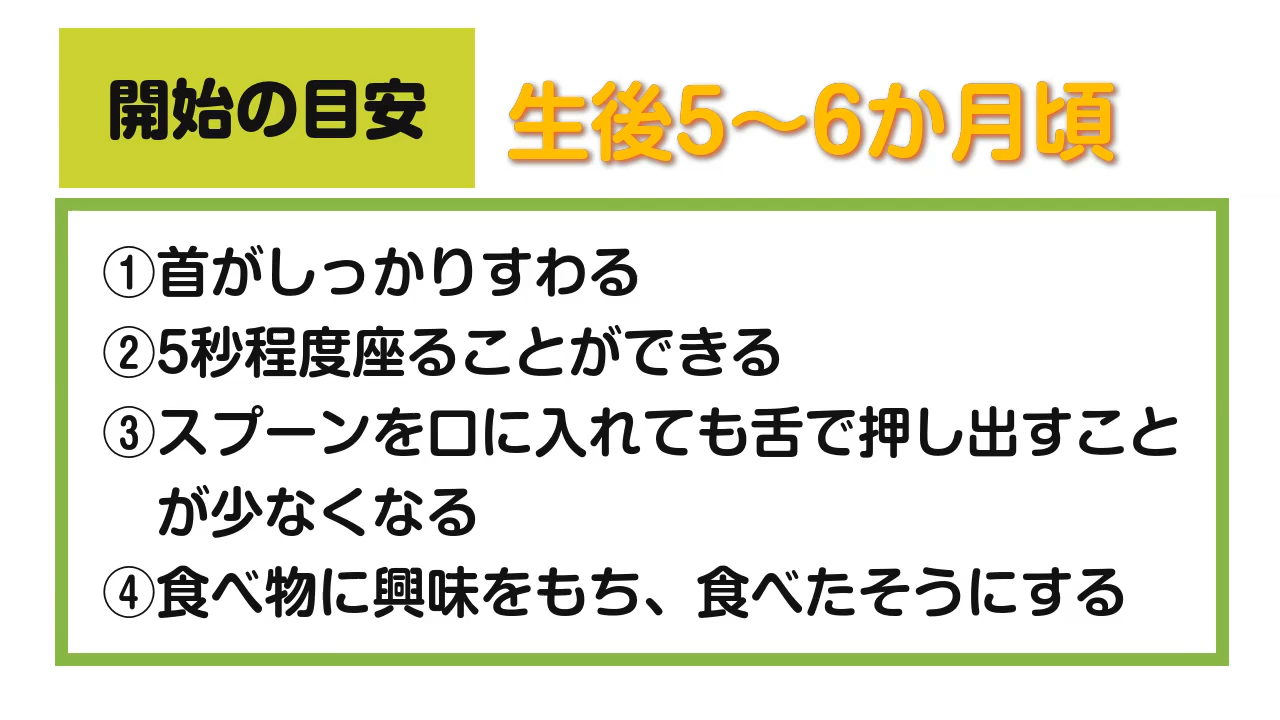 開始の目安
生後5～6か月頃
①首がしっかりすわる
②5秒程度座ることができる
③スプーンを口に入れても舌で押し出すこと
が少なくなる
④食べ物に興味をもち、食べたそうにする